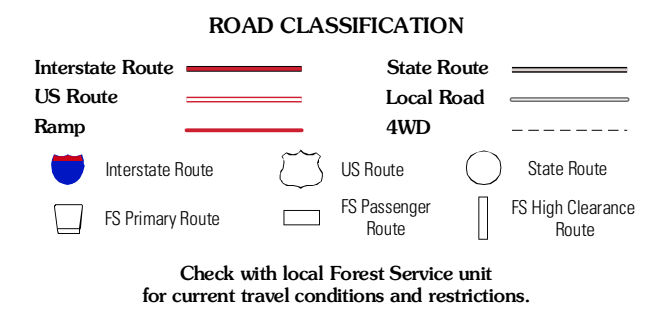 ROAD CLASSIFICATION
Interstate Route
State Route
US Route
Local Road
Ramp
4WD
Interstate Route
US Route
State Route
FS Primary Route
FS Passenger
Route
FS High Clearance
Route
Check with local Forest Service unit
for current travel conditions and restrictions.